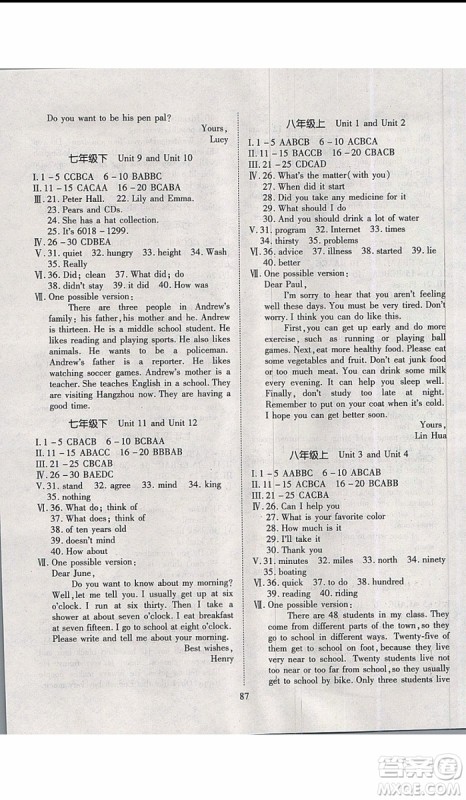 Do you want to be his pen pal?
Yours,
Lucy
七年级下 Unit 9 and Unit 10
Ⅰ. 1-5 CCBCA 6-10 BABBC
Ⅱ. 11-15 CACAA 16-20 BCABA
Ⅲ. 21. Peter Hall. 22. Lily and Emma.
23. Pears and CDs.
24. She has a hat collection.
25. It's 6018-1299.
Ⅳ. 26-30 CDBEA
Ⅴ. 31. quiet 32. hung 33. height 34. Wash
35. Really
Ⅵ. 36. Did; clean 37. What did; do
38. didn't stay 39. did it 40. How was
Ⅶ. One possible version:
There are three persons in Andrew's
family; his father, his mother and Andrew. Andrew
is thirteen. He is a middle school student. He
likes reading and playing sports. He also likes
animals. He wants to be a policeman.
Andrew's father is a reporter. He likes
watching soccer games. Andrew's mother is a
teacher. She teaches English in a school. They
are visiting Hangzhou now. They are relaxed and
having a good time.
七年级下 Unit 11 and Unit 12
Ⅰ. 1-5 CBACB 6-10 BCBAA
Ⅱ. 11-15 ABACC 16-20 BBBAB
Ⅲ. 21-25 CACBA
Ⅳ. 26-30 BAEDC
Ⅴ. 31. stand 32. agree 33. mind 34. king
35. nothing
Ⅵ. 36. What do; think of
37. What does; think of
38. of ten years old
39. doesn't mind
40. How about
Ⅶ. One possible version:
Dear June,
Do you want to know about my morning?
Well, let me tell you. I usually get up at six
o'clock. I run at six thirty. Then I take a
shower at seven o'clock. After that I eat breakfast
at seven fifteen. I go to school at eight o'clock.
Please write and tell me about your morning.
Best wishes,
Henry
八年级上 Unit 1 and Unit 2
Ⅰ. 1-5 AABCB 6-10 ACBCA
Ⅱ. 11-15 BACCB 16-20 CABCB
Ⅲ. 21-25 CDCAD
Ⅳ. 26. What's the matter(with you)
27. When did it start
28. Did you take any medicine for it
29. What should I do
30. And you should drink a lot of water
Ⅴ. 31. program 32. Internet 33. times
34. thirsty 35. problems
Ⅵ. 36. advice 37. illness 38. started 39. lie
40. better
Ⅶ. One possible version:
Dear Paul,
I'm sorry to hear that you aren't feeling
well these days. You must be very tired. Don't
worry! I think you can do like this.
First, you can get up early and do more
exercise, such as running or playing ball
games. Next, eat more healthy food. Please eat
some vegetables and fruit. Don't eat junk food
or take much medicine. And you should drink
milk every evening. It can help you sleep
easily. And don't study too late at night.
Remember to put on your coat when it's cold.
I hope you can get better soon.
Yours,
Lin Hua
八年级上 Unit 3 and Unit 4
Ⅰ. 1-5 AABBC 6-10 ABCAB
Ⅱ. 11-15 ABCAC 16-20 CABCC
Ⅲ. 21-25 CACBA
Ⅳ. 26. Can I help you
27. What is your favorite color
28. How much is it
29. I'll take it
30. Thank you
Ⅴ. 31. minutes 32. miles 33. north 34. ninety
35. boating
Ⅵ. 36. quick 37. to do 38. hundred
39. reading 40. riding
Ⅶ. One possible version:
There are 48 students in my class. They
come from different parts of the town, so they
go to school in different ways. Twenty-five of
them get to school on foot, because they live
very near to school. Twenty students live
not too near or too far from school. They go to
school by bike. Only three students live very
87
答案圈
MXQE.COM